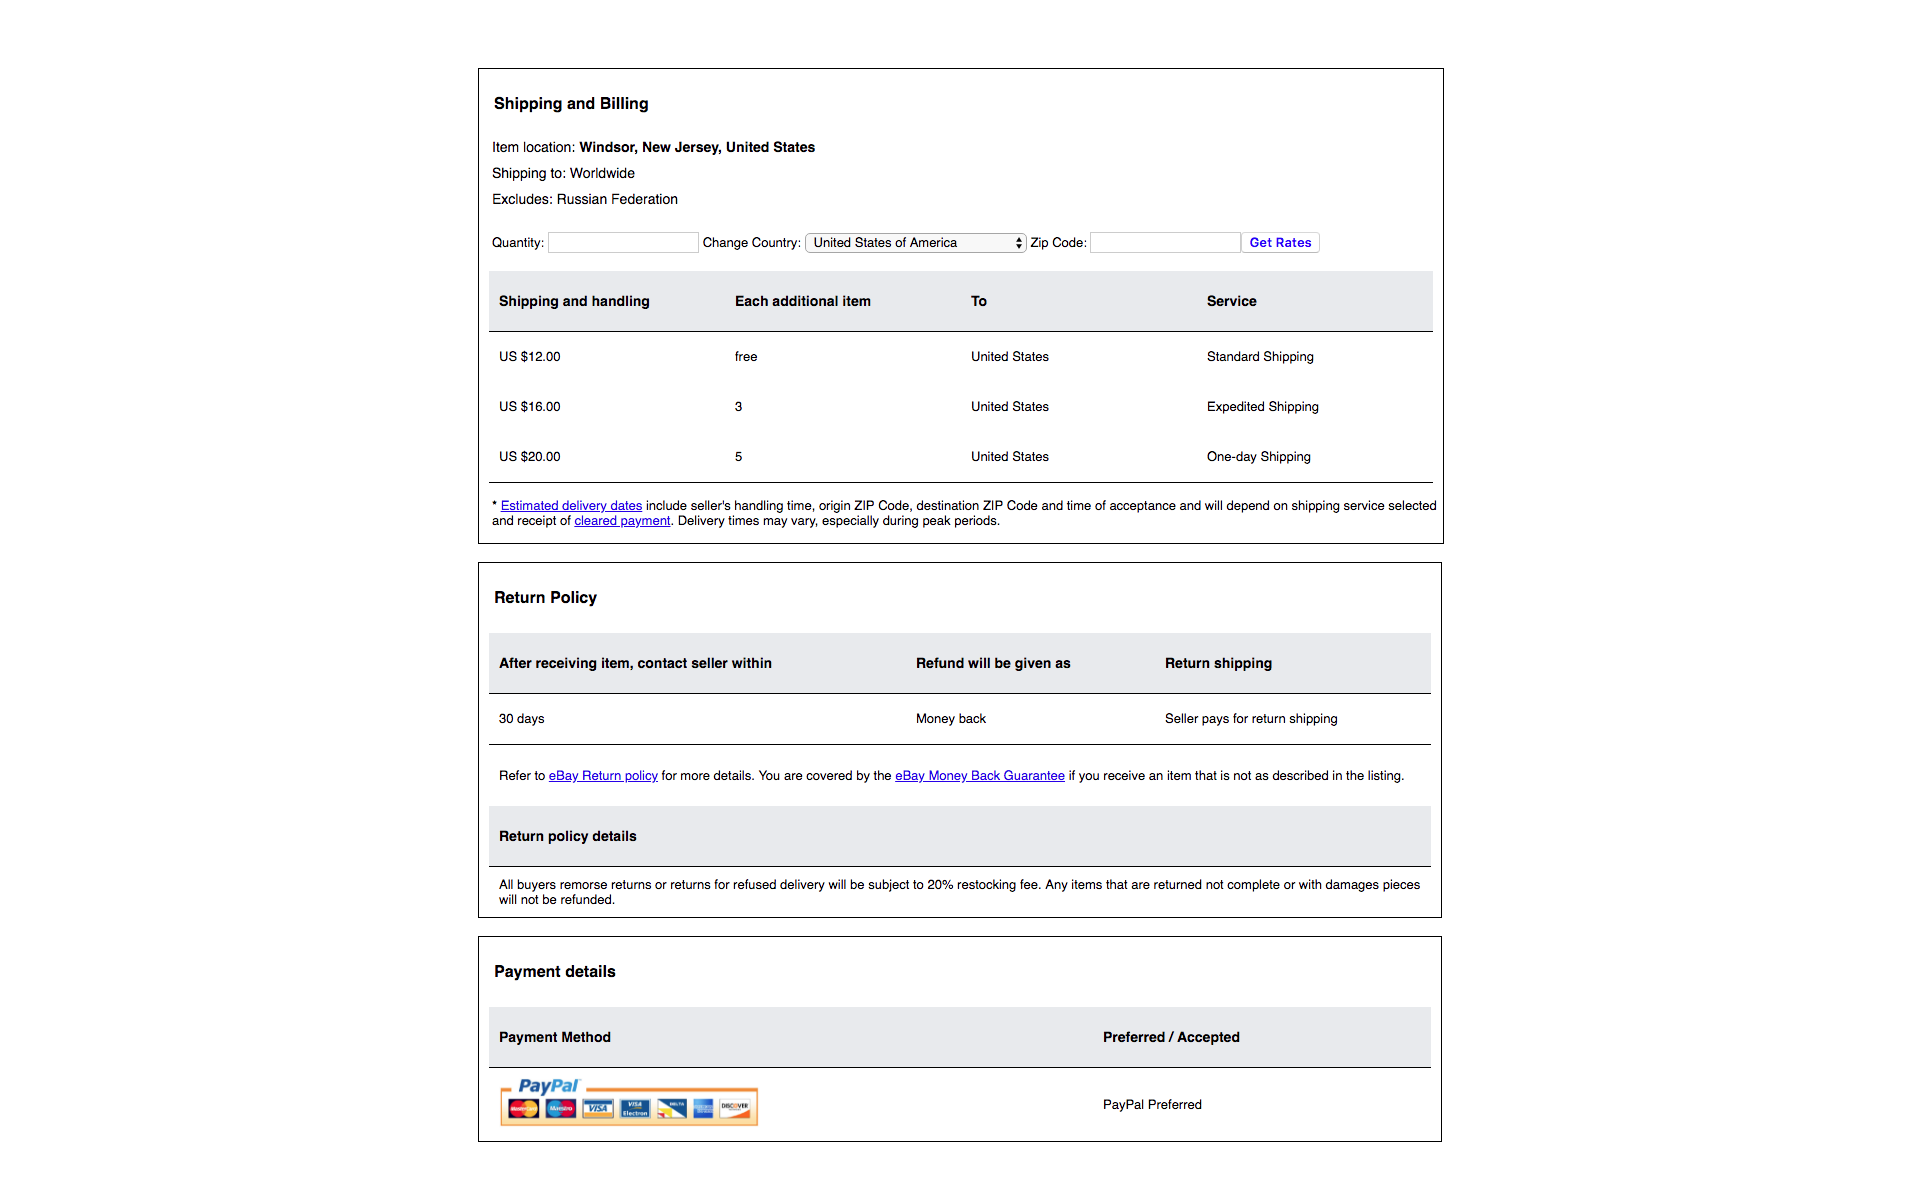 Shipping and Billing
Item location: Windsor, New Jersey, United States
Shipping to: Worldwide
Excludes: Russian Federation
Quantity: Change Country: United States of America Zip Code: Get Rates
Shipping and handling Each additional item To Service
US $12.00 free United States Standard Shipping
US $16.00 3 United States Expedited Shipping
US $20.00 5 United States One-day Shipping
* Estimated delivery dates include seller's handling time, origin ZIP Code, destination ZIP Code and time of acceptance and will depend on shipping service selected
and receipt of cleared payment. Delivery times may vary, especially during peak periods.
Return Policy
After receiving item, contact seller within Refund will be given as Return shipping
30 days Money back Seller pays for return shipping
Refer to eBay Return policy for more details. You are covered by the eBay Money Back Guarantee if you receive an item that is not as described in the listing.
Return policy details
All buyers remorse returns or returns for refused delivery will be subject to 20% restocking fee. Any items that are returned not complete or with damages pieces
will not be refunded.
Payment details
Payment Method Preferred / Accepted
PayPal
MasterCard Maestro VISA VISA Electron DELTA DISCOVER
PayPal Preferred